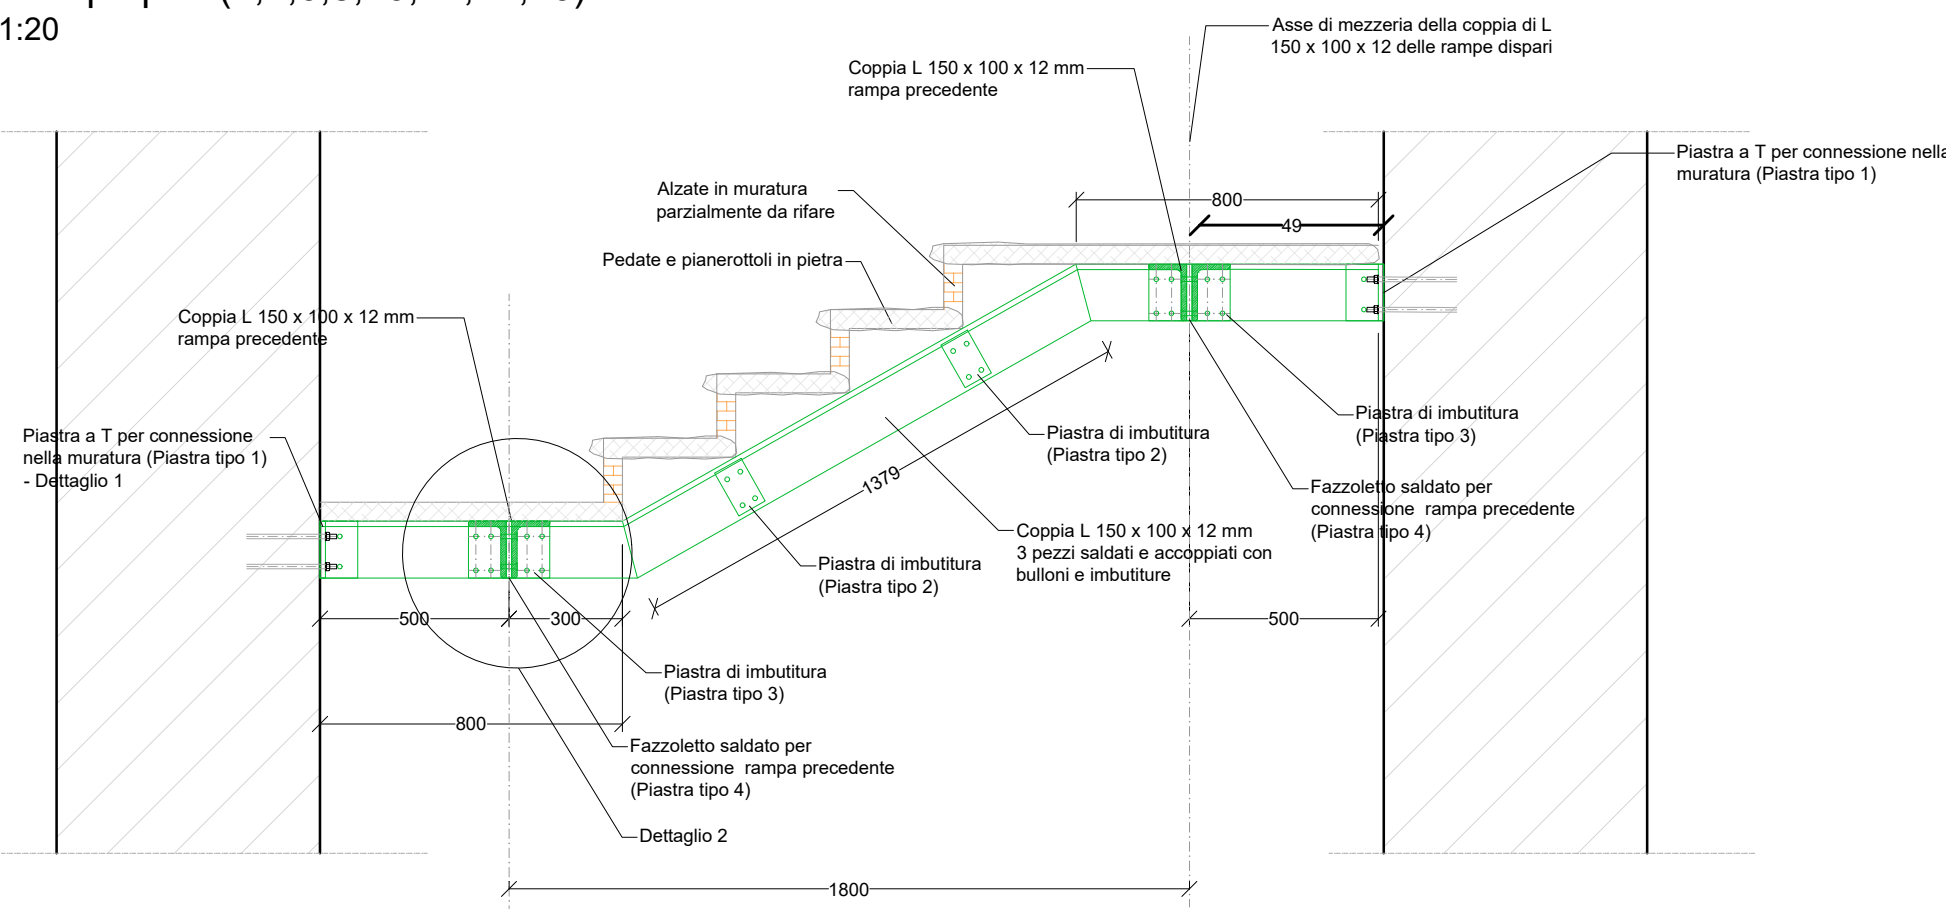 1:20
Asse di mezzeria della coppia di L
150 x 100 x 12 delle rampe dispari
Coppia L 150 x 100 x 12 mm
rampa precedente
Piastra a T per connessione nella
muratura (Piastra tipo 1)
Alzate in muratura
parzialmente da rifare
800
49
Pedate e pianerottoli in pietra
Coppia L 150 x 100 x 12 mm
rampa precedente
Piastra a T per connessione
nella muratura (Piastra tipo 1)
- Dettaglio 1
Piastra di imbutitura
(Piastra tipo 3)
Piastra di imbutitura
(Piastra tipo 2)
1379
Fazzoletto saldato per
connessione rampa precedente
(Piastra tipo 4)
Coppia L 150 x 100 x 12 mm
3 pezzi saldati e accoppiati con
bulloni e imbutiture
Piastra di imbutitura
(Piastra tipo 2)
500
300
500
Piastra di imbutitura
(Piastra tipo 3)
800
Fazzoletto saldato per
connessione rampa precedente
(Piastra tipo 4)
Dettaglio 2
1800